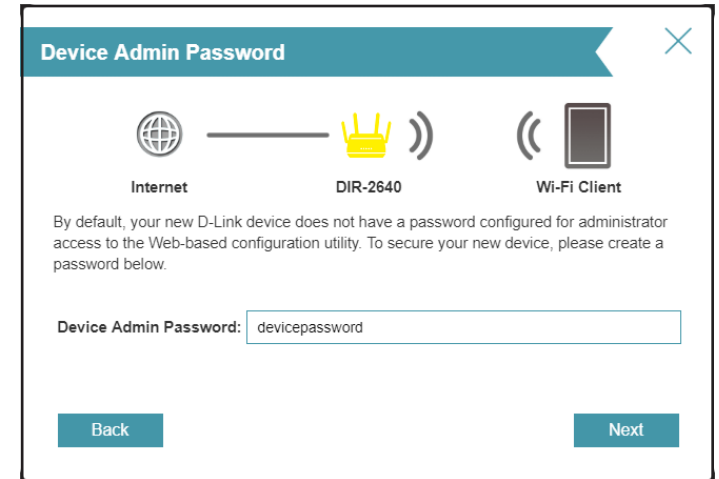 Device Admin Password
Internet
DIR-2640
Wi-Fi Client
By default, your new D-Link device does not have a password configured for administrator
access to the Web-based configuration utility. To secure your new device, please create a
password below.
Device Admin Password: devicepassword
Back
Next